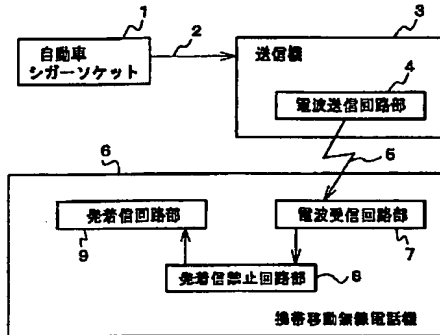 1
2
3
自動車
シガーソケット
送信機
4
電波送信回路部
5
6
発着信回路部
電波受信回路部
9
7
発着信禁止回路部
8
携帯移動無線電話機